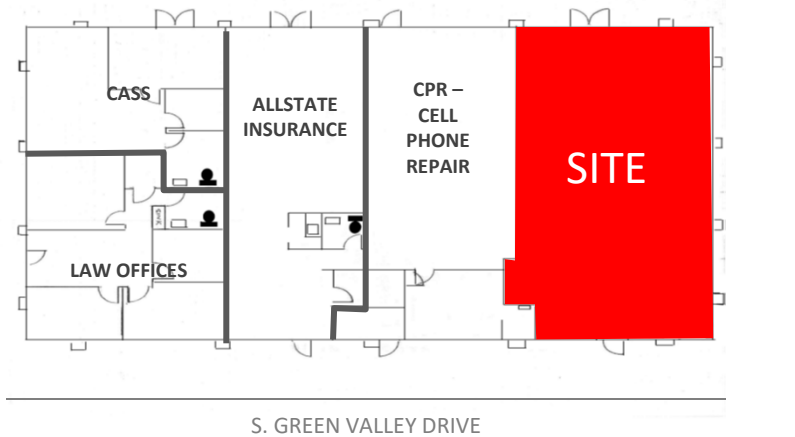 CASS
ALLSTATE
INSURANCE
CPR –
CELL
PHONE
REPAIR
SITE
LAW OFFICES
S. GREEN VALLEY DRIVE